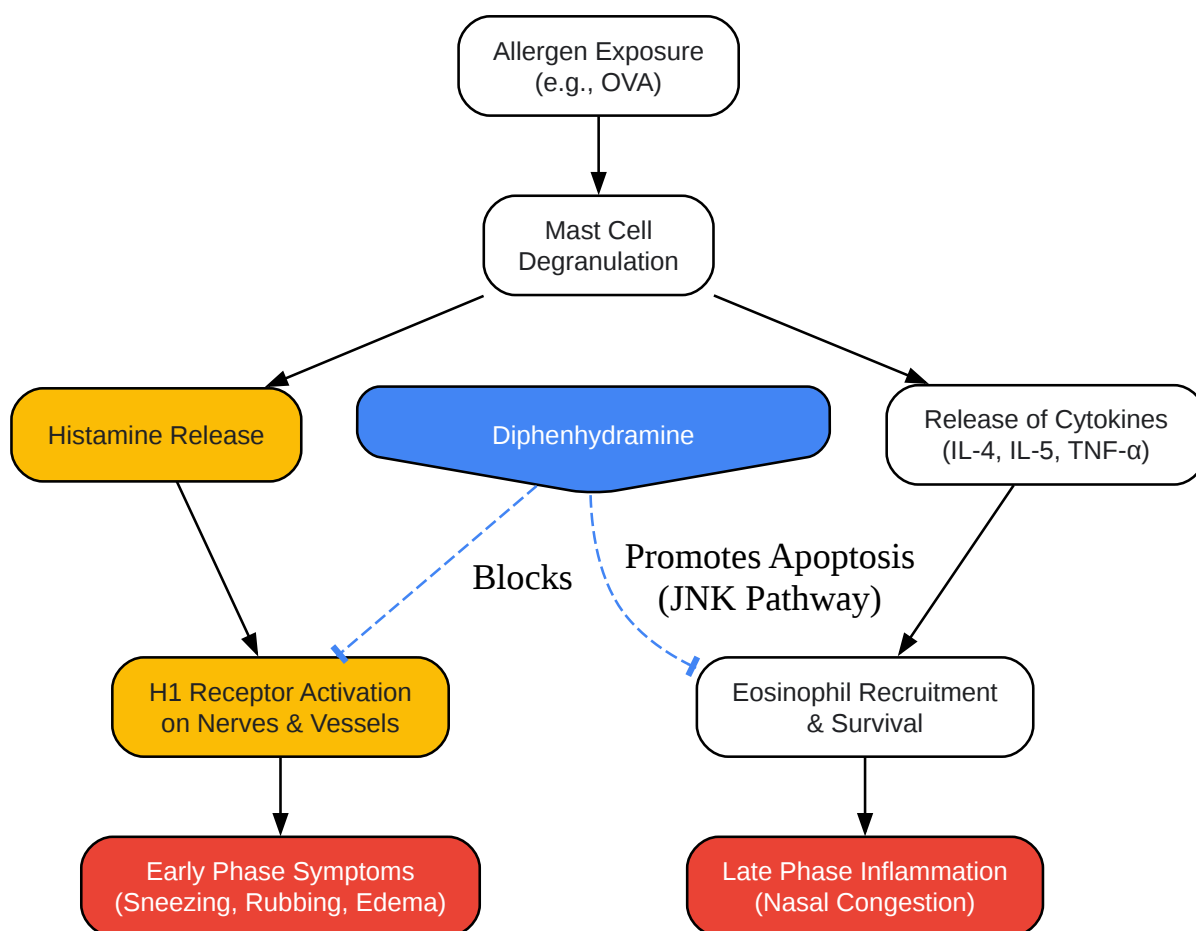 Allergen Exposure
(e.g., OVA)
Mast Cell
Degranulation
Histamine Release
Diphenhydramine
Release of Cytokines
(IL-4, IL-5, TNF-α)
Blocks
Promotes Apoptosis
(JNK Pathway)
H1 Receptor Activation
on Nerves & Vessels
Eosinophil Recruitment
& Survival
Early Phase Symptoms
(Sneezing, Rubbing, Edema)
Late Phase Inflammation
(Nasal Congestion)